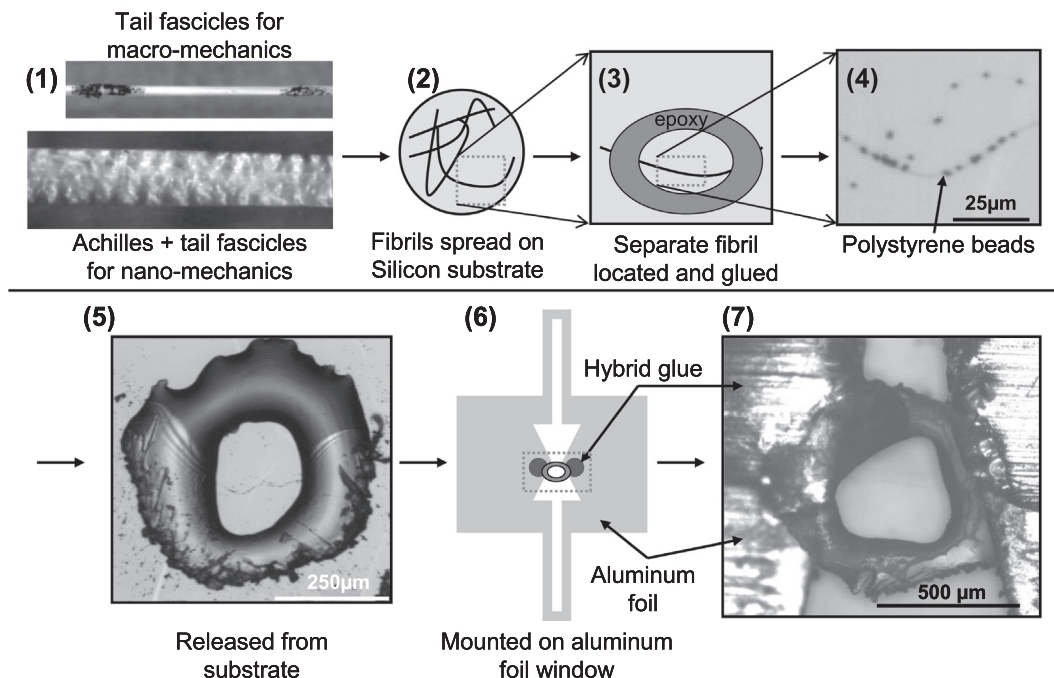 Tail fascicles for
macro-mechanics
(1)
(2)
(3)
(4)
epoxy
25μm
Achilles + tail fascicles
for nano-mechanics
Fibrils spread on
Silicon substrate
Separate fibril
located and glued
Polystyrene beads
(5)
(6)
(7)
Hybrid glue
250μm
Aluminum
foil
500 μm
Released from
substrate
Mounted on aluminum
foil window